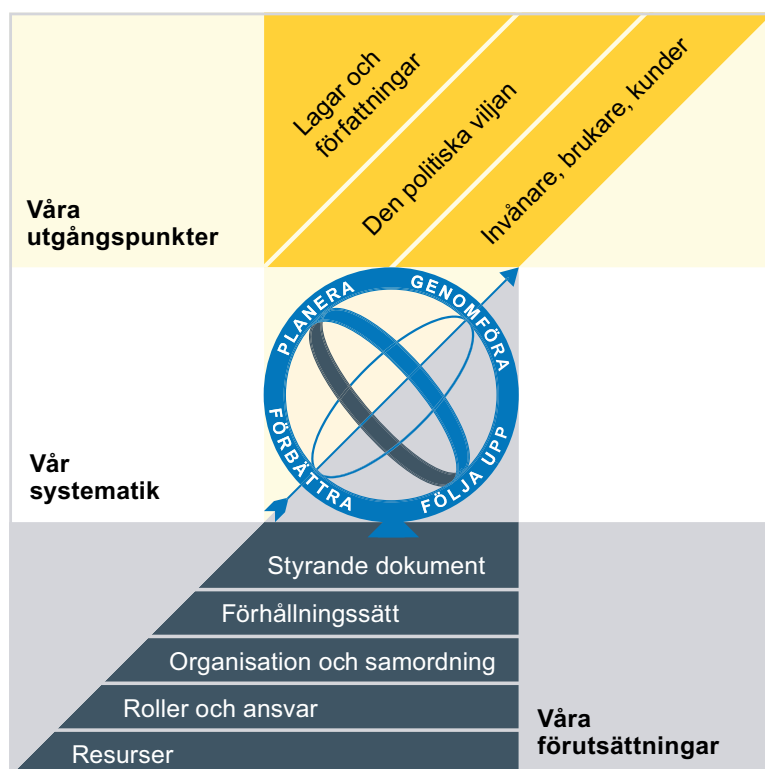 Lagar och
författningar
Den politiska viljan
Invånare, brukare, kunder
Våra
utgångspunkter
PLANERA
GENOMFÖRA
FÖLJA UPP
FÖRBÄTTRA
Vår
systematik
Styrande dokument
Förhållningssätt
Organisation och samordning
Roller och ansvar
Resurser
Våra
förutsättningar